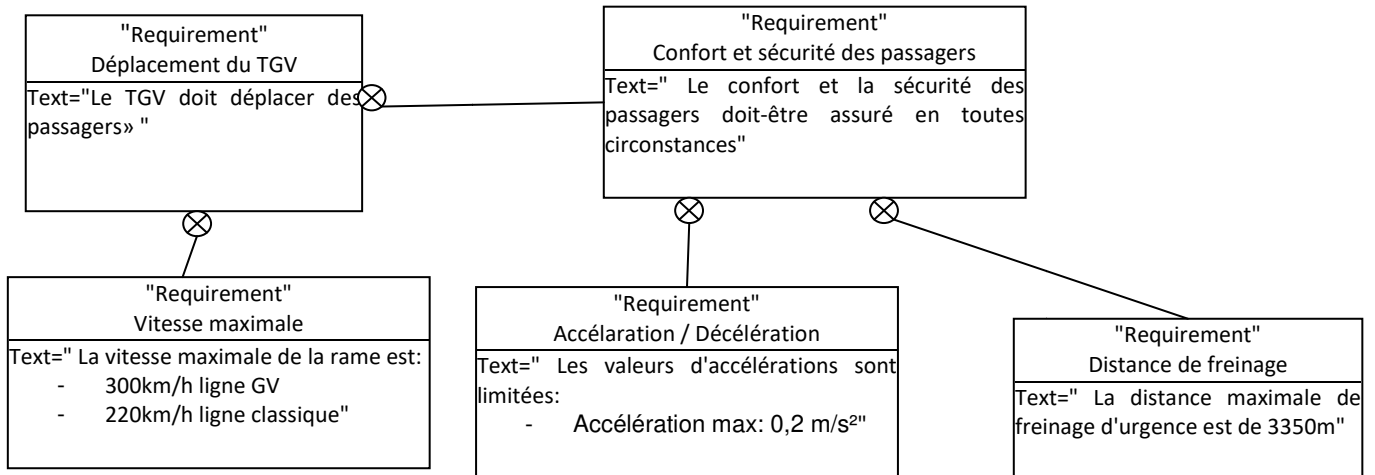 "Requirement"
Déplacement du TGV
Text="Le TGV doit déplacer des
passagers» "
"Requirement"
Confort et sécurité des passagers
Text=" Le confort et la sécurité des
passagers doit-être assuré en toutes
circonstances"
"Requirement"
Vitesse maximale
Text=" La vitesse maximale de la rame est:
- 300km/h ligne GV
- 220km/h ligne classique"
"Requirement"
Accélaration / Décélération
Text=" Les valeurs d'accélérations sont
limitées:
- Accélération max: 0,2 m/s²"
"Requirement"
Distance de freinage
Text=" La distance maximale de
freinage d'urgence est de 3350m"